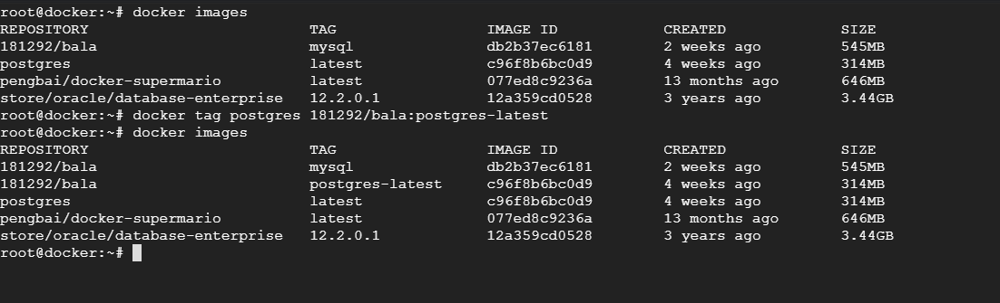 root@docker:~# docker images
REPOSITORY TAG IMAGE ID CREATED SIZE
181292/bala mysql db2b37ec6181 2 weeks ago 545MB
postgres latest c96f8b6bc0d9 4 weeks ago 314MB
pengbai/docker-supermario latest 077ed8c9236a 13 months ago 646MB
store/oracle/database-enterprise 12.2.0.1 12a359cd0528 3 years ago 3.44GB
root@docker:~# docker tag postgres 181292/bala:postgres-latest
root@docker:~# docker images
REPOSITORY TAG IMAGE ID CREATED SIZE
181292/bala mysql db2b37ec6181 2 weeks ago 545MB
181292/bala postgres-latest c96f8b6bc0d9 4 weeks ago 314MB
postgres latest c96f8b6bc0d9 4 weeks ago 314MB
pengbai/docker-supermario latest 077ed8c9236a 13 months ago 646MB
store/oracle/database-enterprise 12.2.0.1 12a359cd0528 3 years ago 3.44GB
root@docker:~#